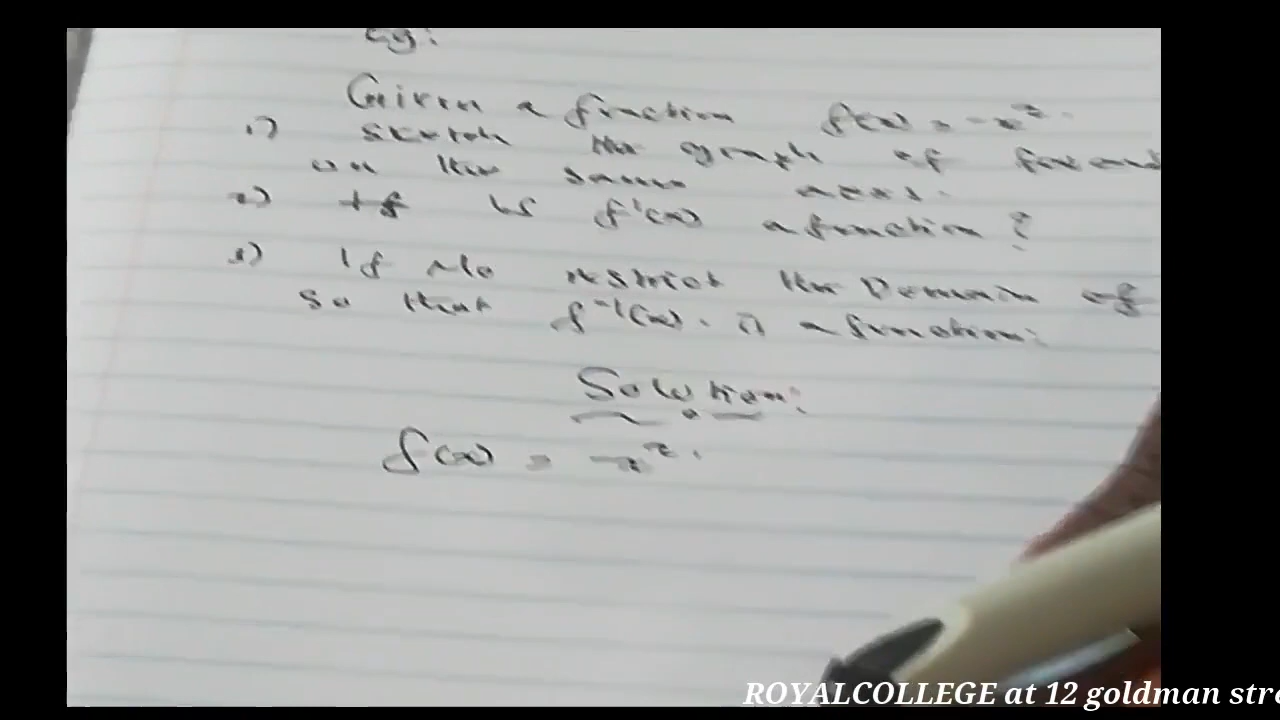 Eg:
Given a function f(x) = -x².
1) sketch the graph of f(x) and
on the same axes.
2) If Is f⁻¹(x) a function?
3) If No restrict the Domain of
so that f⁻¹(x). is a function:
Solution:
f(x) = -x².
ROYALCOLLEGE at 12 goldman stre